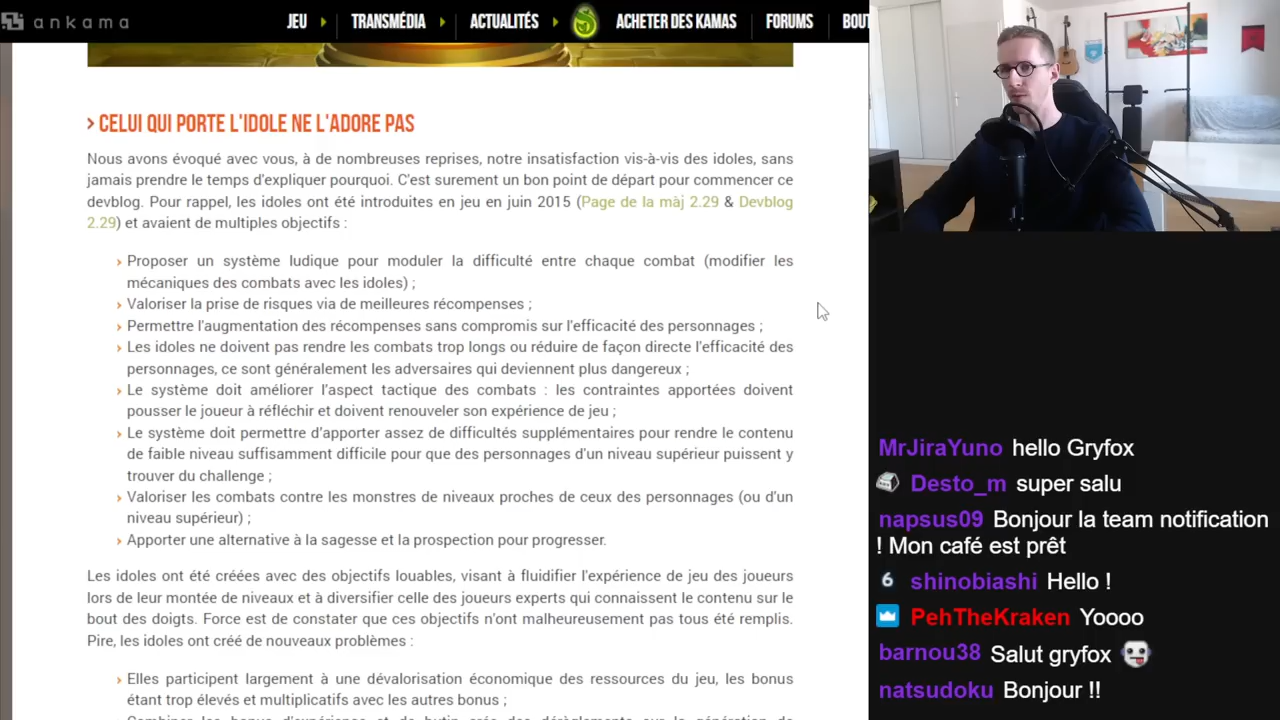 ankama
JEU TRANSMÉDIA ACTUALITÉS ACHETER DES KAMAS FORUMS BOUT
> CELUI QUI PORTE L'IDOLE NE L'ADORE PAS
Nous avons évoqué avec vous, à de nombreuses reprises, notre insatisfaction vis-à-vis des idoles, sans
jamais prendre le temps d'expliquer pourquoi. C'est surement un bon point de départ pour commencer ce
devblog. Pour rappel, les idoles ont été introduites en jeu en juin 2015 (Page de la màj 2.29 & Devblog
2.29) et avaient de multiples objectifs :
› Proposer un système ludique pour moduler la difficulté entre chaque combat (modifier les
mécaniques des combats avec les idoles) ;
› Valoriser la prise de risques via de meilleures récompenses ;
› Permettre l'augmentation des récompenses sans compromis sur l'efficacité des personnages ;
› Les idoles ne doivent pas rendre les combats trop longs ou réduire de façon directe l'efficacité des
personnages, ce sont généralement les adversaires qui deviennent plus dangereux ;
› Le système doit améliorer l'aspect tactique des combats : les contraintes apportées doivent
pousser le joueur à réfléchir et doivent renouveler son expérience de jeu ;
› Le système doit permettre d'apporter assez de difficultés supplémentaires pour rendre le contenu
de faible niveau suffisamment difficile pour que des personnages d'un niveau supérieur puissent y
trouver du challenge ;
› Valoriser les combats contre les monstres de niveaux proches de ceux des personnages (ou d'un
niveau supérieur) ;
› Apporter une alternative à la sagesse et la prospection pour progresser.
Les idoles ont été créées avec des objectifs louables, visant à fluidifier l'expérience de jeu des joueurs
lors de leur montée de niveaux et à diversifier celle des joueurs experts qui connaissent le contenu sur le
bout des doigts. Force est de constater que ces objectifs n'ont malheureusement pas tous été remplis.
Pire, les idoles ont créé de nouveaux problèmes :
› Elles participent largement à une dévalorisation économique des ressources du jeu, les bonus
étant trop élevés et multiplicatifs avec les autres bonus ;
MrJiraYuno hello Gryfox
Desto_m super salu
napsus09 Bonjour la team notification
! Mon café est prêt
6 shinobiashi Hello !
PehTheKraken Yoooo
barnou38 Salut gryfox
natsudoku Bonjour !!